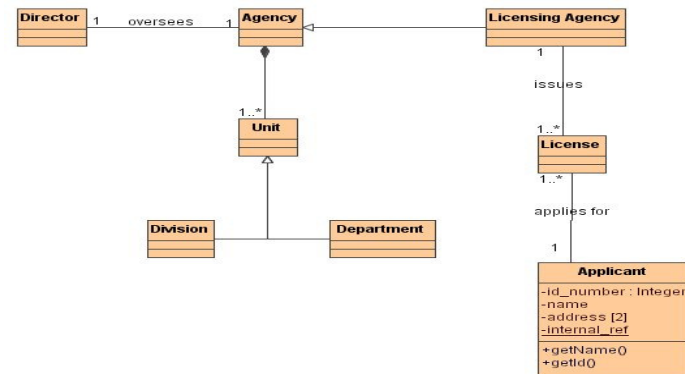 Director
1
oversees
1
Agency
Licensing Agency
1
issues
1..*
License
1..*
applies for
1
Applicant
-id_number : Integer
-name
-address [2]
-internal_ref
+getName()
+getId()
1..*
Unit
Division
Department